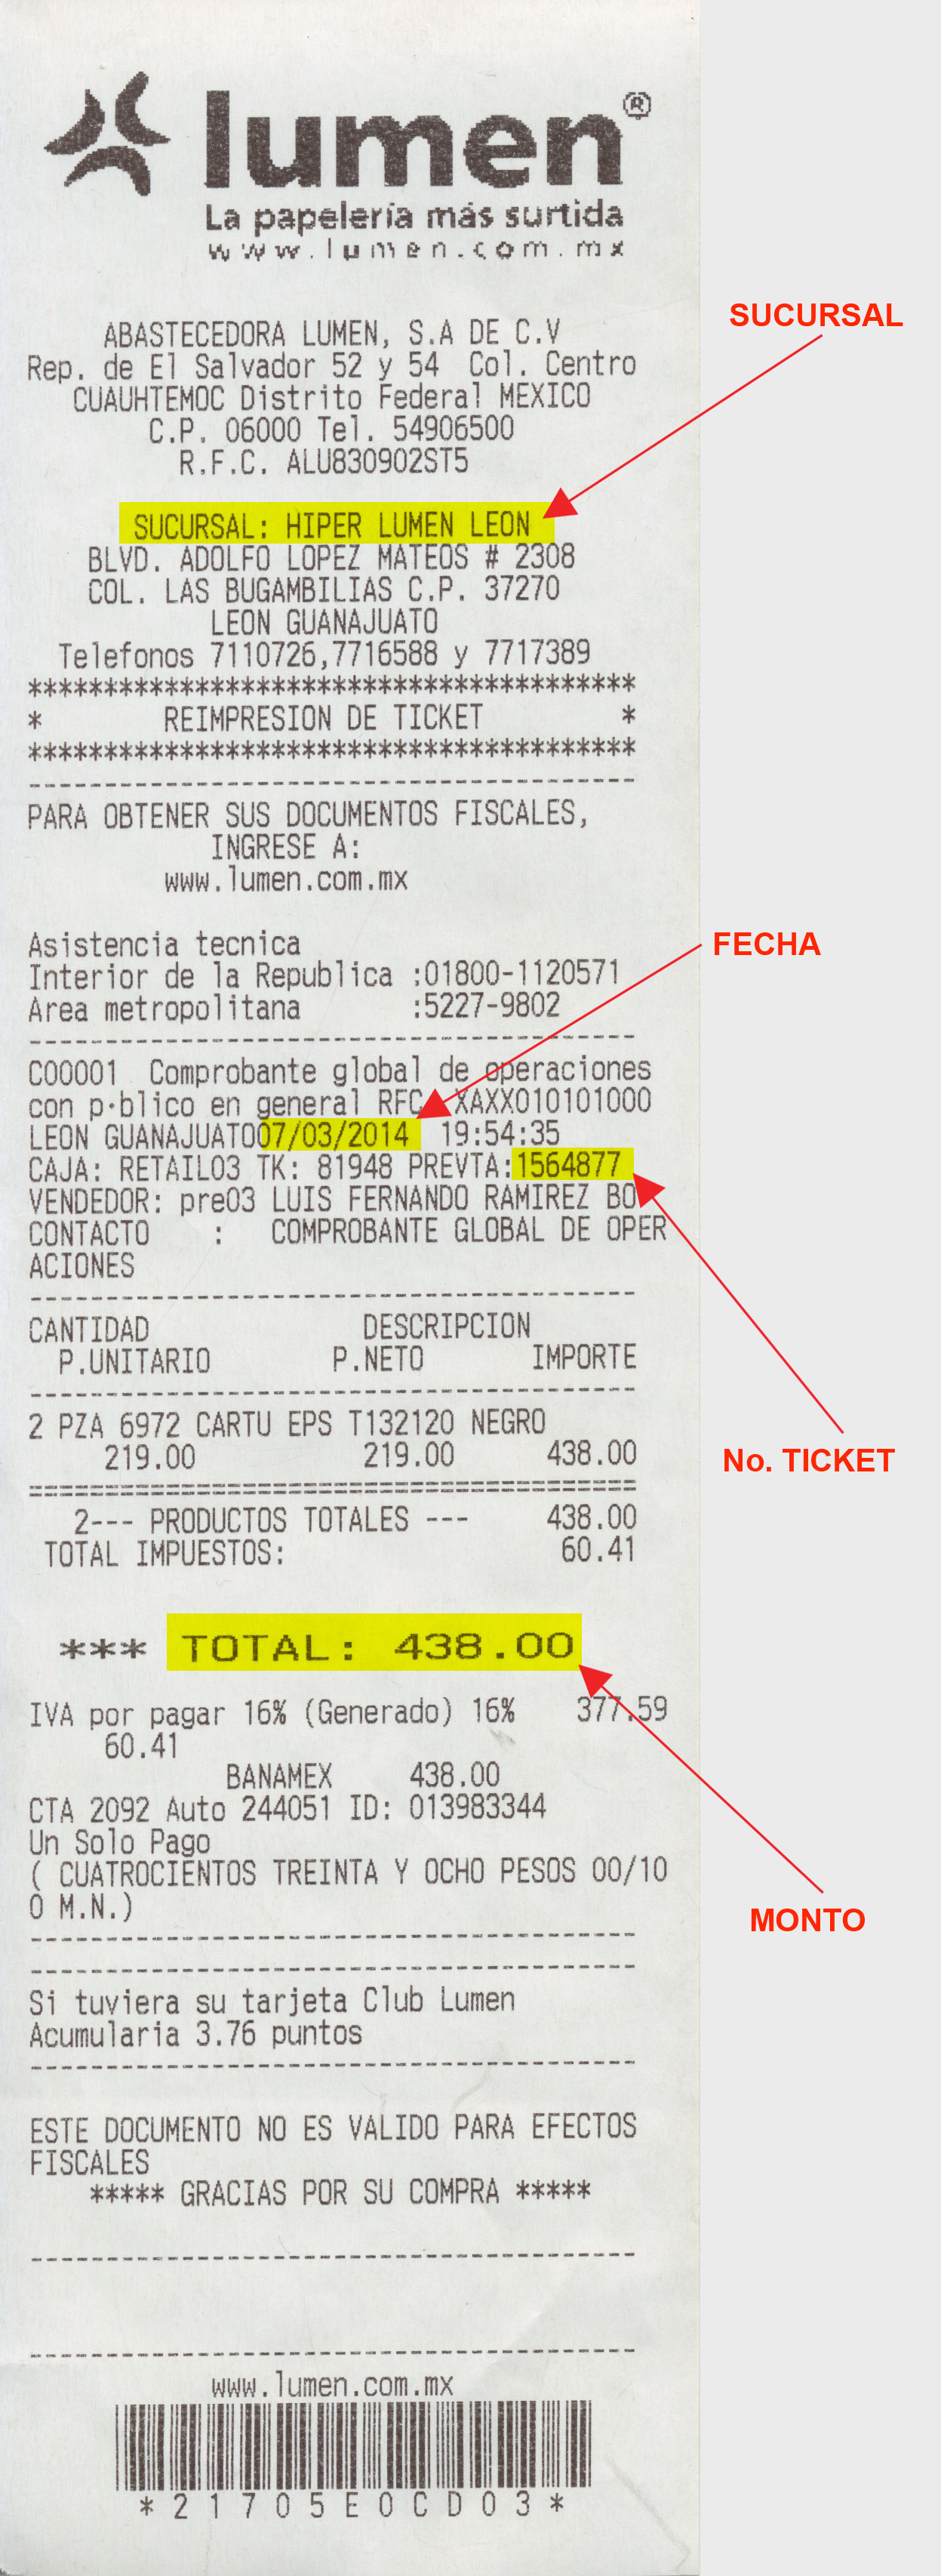 lumen®
La papelería más surtida
www.lumen.com.mx
ABASTECEDORA LUMEN, S.A DE C.V
Rep. de El Salvador 52 y 54 Col. Centro
CUAUHTEMOC Distrito Federal MEXICO
C.P. 06000 Tel. 54906500
R.F.C. ALU830902ST5
SUCURSAL
SUCURSAL: HIPER LUMEN LEON
BLVD. ADOLFO LOPEZ MATEOS # 2308
COL. LAS BUGAMBILIAS C.P. 37270
LEON GUANAJUATO
Telefonos 7110726,7716588 y 7717389
****************************************
* REIMPRESION DE TICKET *
****************************************
----------------------------------------
PARA OBTENER SUS DOCUMENTOS FISCALES,
INGRESE A:
www.lumen.com.mx
FECHA
Asistencia tecnica
Interior de la Republica :01800-1120571
Area metropolitana :5227-9802
----------------------------------------
C00001 Comprobante global de operaciones
con p·blico en general RFC XAXX010101000
LEON GUANAJUATO07/03/2014 19:54:35
CAJA: RETAIL03 TK: 81948 PREVTA:1564877
VENDEDOR: pre03 LUIS FERNANDO RAMIREZ BO
CONTACTO : COMPROBANTE GLOBAL DE OPER
ACIONES
----------------------------------------
CANTIDAD DESCRIPCION
P.UNITARIO P.NETO IMPORTE
----------------------------------------
2 PZA 6972 CARTU EPS T132120 NEGRO
219.00 219.00 438.00
No. TICKET
========================================
2--- PRODUCTOS TOTALES --- 438.00
TOTAL IMPUESTOS: 60.41
*** TOTAL: 438.00
IVA por pagar 16% (Generado) 16% 377.59
60.41
BANAMEX 438.00
CTA 2092 Auto 244051 ID: 013983344
Un Solo Pago
( CUATROCIENTOS TREINTA Y OCHO PESOS 00/10
0 M.N.)
MONTO
----------------------------------------
----------------------------------------
Si tuviera su tarjeta Club Lumen
Acumularia 3.76 puntos
----------------------------------------
ESTE DOCUMENTO NO ES VALIDO PARA EFECTOS
FISCALES
***** GRACIAS POR SU COMPRA *****
----------------------------------------
----------------------------------------
www.lumen.com.mx
*21705E0CD03*